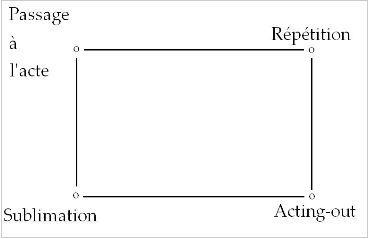 Passage
à
l'acte
Répétition
Sublimation
Acting-out